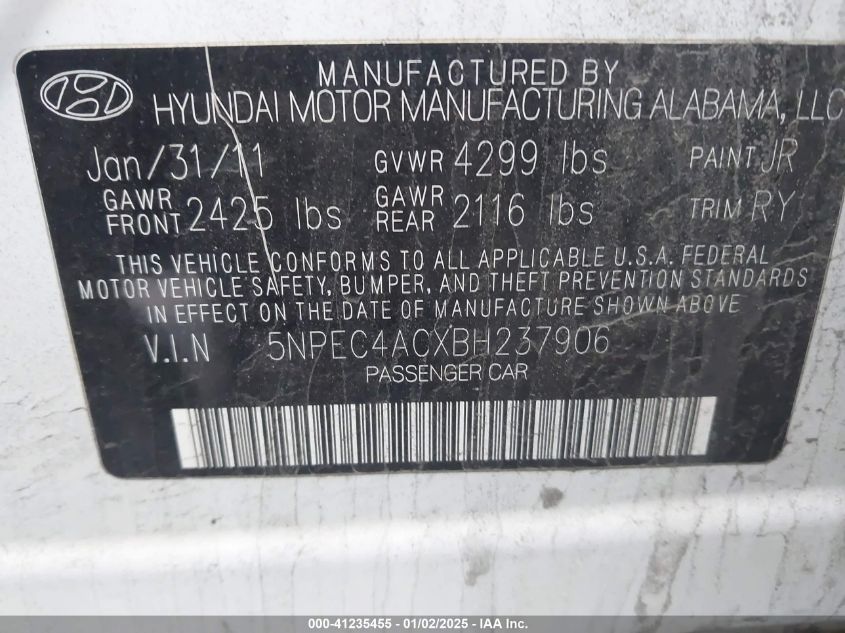 MANUFACTURED BY
HYUNDAI MOTOR MANUFACTURING ALABAMA, LLC
Jan/31/11 GVWR 4299 lbs PAINT JR
GAWR FRONT 2425 lbs GAWR REAR 2116 lbs TRIM RY
THIS VEHICLE CONFORMS TO ALL APPLICABLE U.S.A. FEDERAL
MOTOR VEHICLE SAFETY, BUMPER, AND THEFT PREVENTION STANDARDS
IN EFFECT ON THE DATE OF MANUFACTURE SHOWN ABOVE
V.I.N 5NPEC4ACXBH237906
PASSENGER CAR
000-41235455 - 01/02/2025 - IAA Inc.